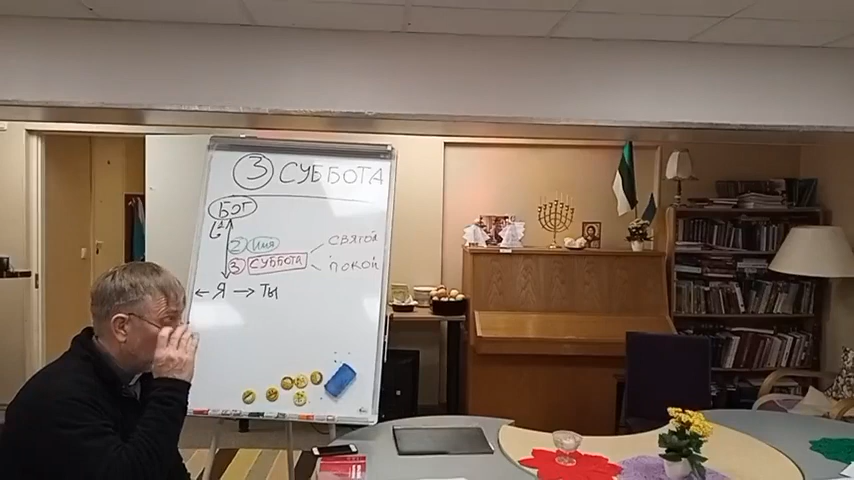 ③ СУББОТА
БОГ
2 Имя
3 СУББОТА
СВЯТОЙ
ПОКОЙ
← Я → ТЫ